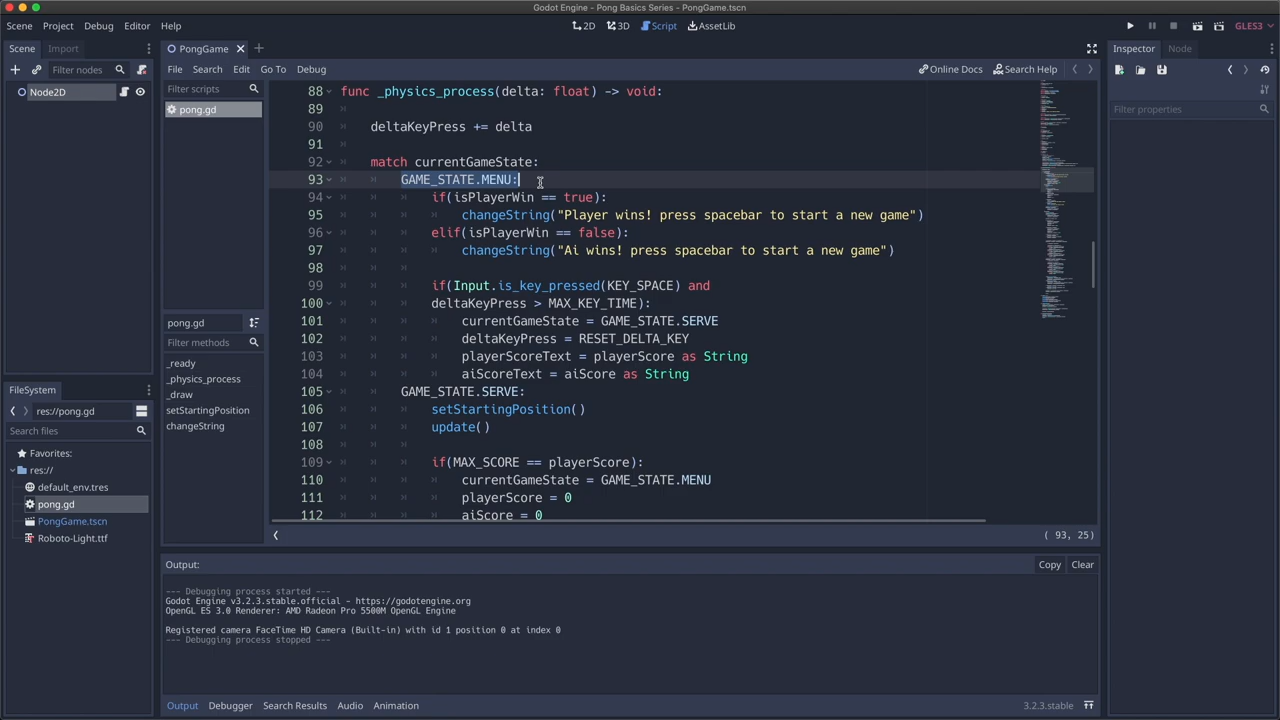 Godot Engine - Pong Basics Series - PongGame.tscn
Scene Project Debug Editor Help
2D 3D Script AssetLib
GLES3
Scene Import
Filter nodes
Node2D
PongGame
File Search Edit Go To Debug
Online Docs Search Help
Filter scripts
pong.gd
pong.gd
Filter methods
_ready
_physics_process
_draw
setStartingPosition
changeString
88 func _physics_process(delta: float) -> void:
89
90 deltaKeyPress += delta
91
92 match currentGameState:
93 GAME_STATE.MENU:
94 if(isPlayerWin == true):
95 changeString("Player wins! press spacebar to start a new game")
96 elif(isPlayerWin == false):
97 changeString("Ai wins! press spacebar to start a new game")
98
99 if(Input.is_key_pressed(KEY_SPACE) and
100 deltaKeyPress > MAX_KEY_TIME):
101 currentGameState = GAME_STATE.SERVE
102 deltaKeyPress = RESET_DELTA_KEY
103 playerScoreText = playerScore as String
104 aiScoreText = aiScore as String
105 GAME_STATE.SERVE:
106 setStartingPosition()
107 update()
108
109 if(MAX_SCORE == playerScore):
110 currentGameState = GAME_STATE.MENU
111 playerScore = 0
112 aiScore = 0
( 93, 25)
FileSystem
res://pong.gd
Search files
Favorites:
res://
default_env.tres
pong.gd
PongGame.tscn
Roboto-Light.ttf
Output:
Copy Clear
--- Debugging process started ---
Godot Engine v3.2.3.stable.official - https://godotengine.org
OpenGL ES 3.0 Renderer: AMD Radeon Pro 5500M OpenGL Engine
Registered camera FaceTime HD Camera (Built-in) with id 1 position 0 at index 0
--- Debugging process stopped ---
Output Debugger Search Results Audio Animation
3.2.3.stable
Inspector Node
Filter properties